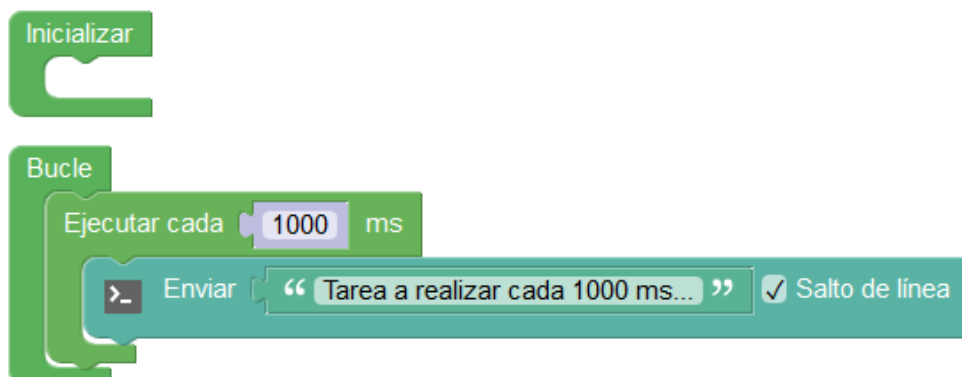 Inicializar
Bucle
Ejecutar cada 1000 ms
>_ Enviar “ Tarea a realizar cada 1000 ms... ” ✓ Salto de línea